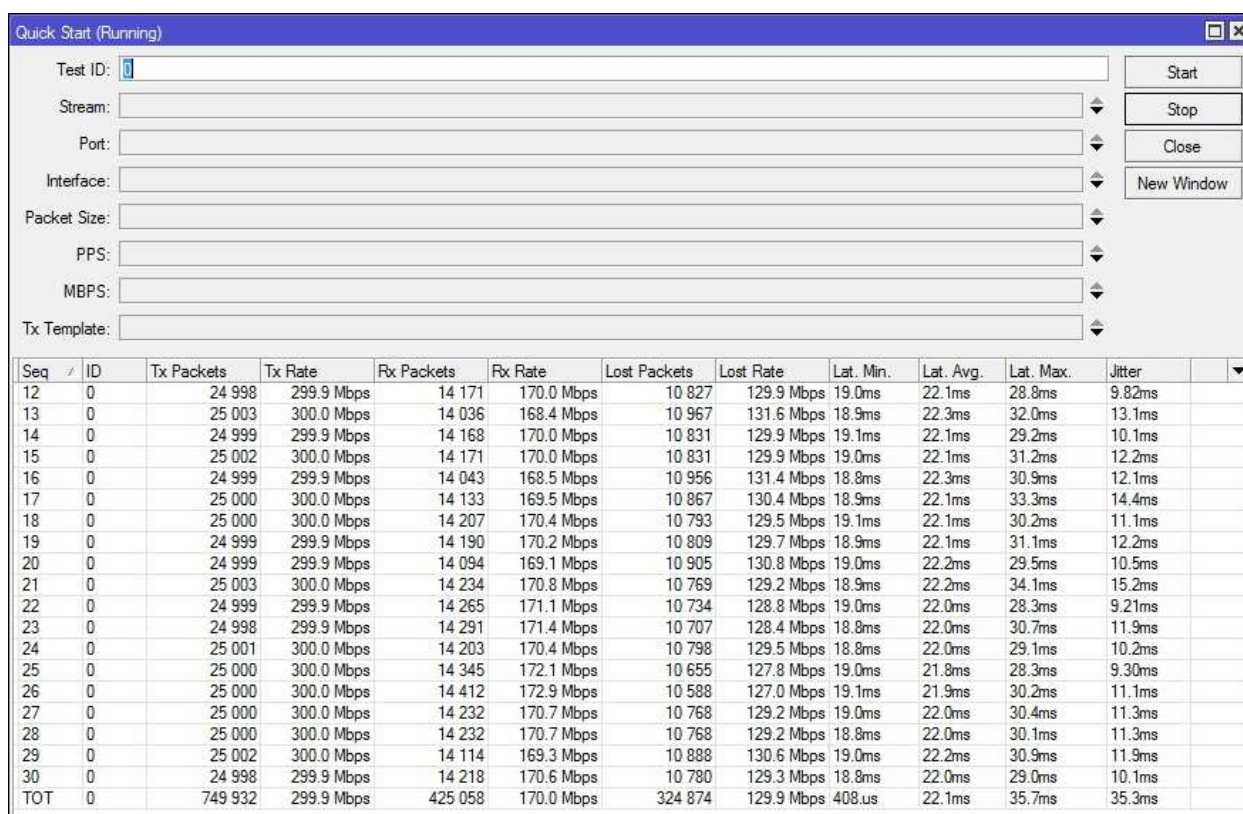 Quick Start (Running)
Test ID: 0
Start
Stream:
Stop
Port:
Close
Interface:
New Window
Packet Size:
PPS:
MBPS:
Tx Template:
Seq ID Tx Packets Tx Rate Rx Packets Rx Rate Lost Packets Lost Rate Lat. Min. Lat. Avg. Lat. Max. Jitter
12 0 24 998 299.9 Mbps 14 171 170.0 Mbps 10 827 129.9 Mbps 19.0ms 22.1ms 28.8ms 9.82ms
13 0 25 003 300.0 Mbps 14 036 168.4 Mbps 10 967 131.6 Mbps 18.9ms 22.3ms 32.0ms 13.1ms
14 0 24 999 299.9 Mbps 14 168 170.0 Mbps 10 831 129.9 Mbps 19.1ms 22.1ms 29.2ms 10.1ms
15 0 25 002 300.0 Mbps 14 171 170.0 Mbps 10 831 129.9 Mbps 19.0ms 22.1ms 31.2ms 12.2ms
16 0 24 999 299.9 Mbps 14 043 168.5 Mbps 10 956 131.4 Mbps 18.8ms 22.3ms 30.9ms 12.1ms
17 0 25 000 300.0 Mbps 14 133 169.5 Mbps 10 867 130.4 Mbps 18.9ms 22.1ms 33.3ms 14.4ms
18 0 25 000 300.0 Mbps 14 207 170.4 Mbps 10 793 129.5 Mbps 19.1ms 22.1ms 30.2ms 11.1ms
19 0 24 999 299.9 Mbps 14 190 170.2 Mbps 10 809 129.7 Mbps 18.9ms 22.1ms 31.1ms 12.2ms
20 0 24 999 299.9 Mbps 14 094 169.1 Mbps 10 905 130.8 Mbps 19.0ms 22.2ms 29.5ms 10.5ms
21 0 25 003 300.0 Mbps 14 234 170.8 Mbps 10 769 129.2 Mbps 18.9ms 22.2ms 34.1ms 15.2ms
22 0 24 999 299.9 Mbps 14 265 171.1 Mbps 10 734 128.8 Mbps 19.0ms 22.0ms 28.3ms 9.21ms
23 0 24 998 299.9 Mbps 14 291 171.4 Mbps 10 707 128.4 Mbps 18.8ms 22.0ms 30.7ms 11.9ms
24 0 25 001 300.0 Mbps 14 203 170.4 Mbps 10 798 129.5 Mbps 18.8ms 22.0ms 29.1ms 10.2ms
25 0 25 000 300.0 Mbps 14 345 172.1 Mbps 10 655 127.8 Mbps 19.0ms 21.8ms 28.3ms 9.30ms
26 0 25 000 300.0 Mbps 14 412 172.9 Mbps 10 588 127.0 Mbps 19.1ms 21.9ms 30.2ms 11.1ms
27 0 25 000 300.0 Mbps 14 232 170.7 Mbps 10 768 129.2 Mbps 19.0ms 22.0ms 30.4ms 11.3ms
28 0 25 000 300.0 Mbps 14 232 170.7 Mbps 10 768 129.2 Mbps 18.8ms 22.0ms 30.1ms 11.3ms
29 0 25 002 300.0 Mbps 14 114 169.3 Mbps 10 888 130.6 Mbps 19.0ms 22.2ms 30.9ms 11.9ms
30 0 24 998 299.9 Mbps 14 218 170.6 Mbps 10 780 129.3 Mbps 18.8ms 22.0ms 29.0ms 10.1ms
TOT 0 749 932 299.9 Mbps 425 058 170.0 Mbps 324 874 129.9 Mbps 408.us 22.1ms 35.7ms 35.3ms